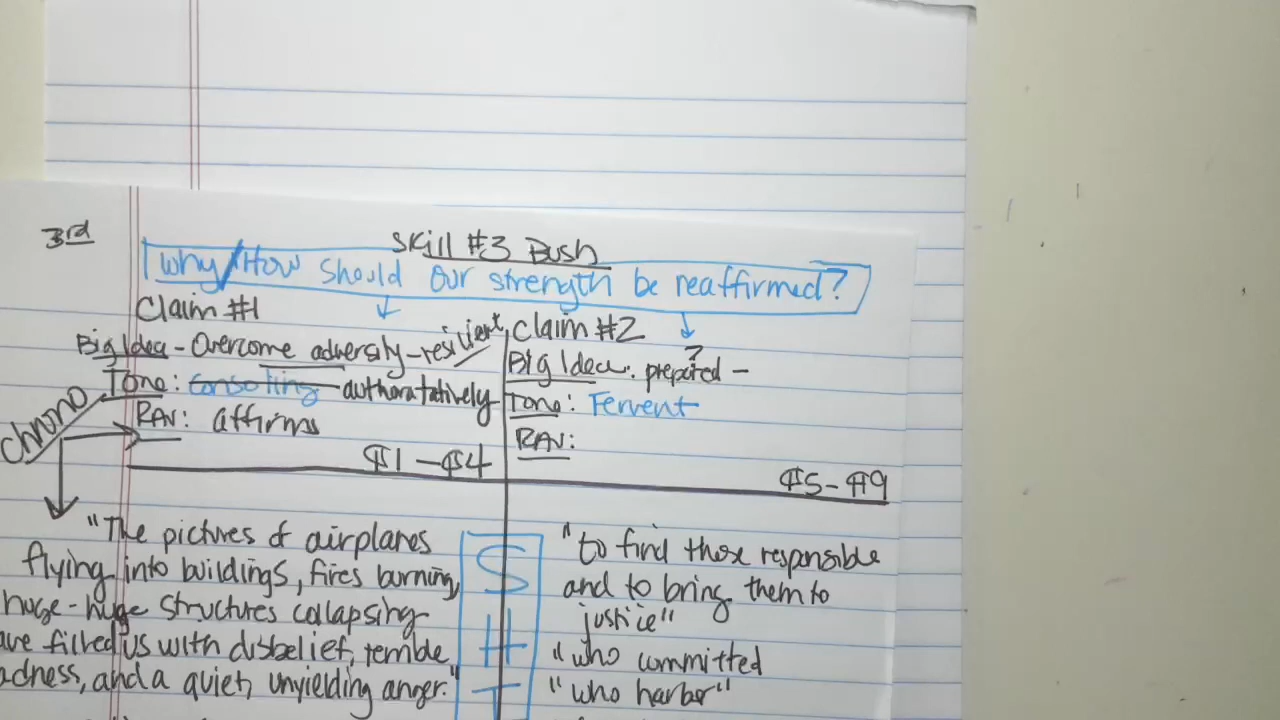 3rd
Skill #3 Bush
Why/How should our strength be reaffirmed?
Claim #1
Big Idea - Overcome adversity - resilient
Tone: consoling authoratatively
RAV: affirms
chrono
¶1 - ¶4
Claim #2
?
Big Idea: prepared -
Tone: Fervent
RAV:
¶5 - ¶9
"The pictures of airplanes
flying into buildings, fires burning,
huge - huge structures collapsing
ave filled us with disbelief, terrible
adness, and a quiet, unyielding anger."
S
H
T
"to find those responsible
and to bring them to
justice"
"who committed
"who harbor"